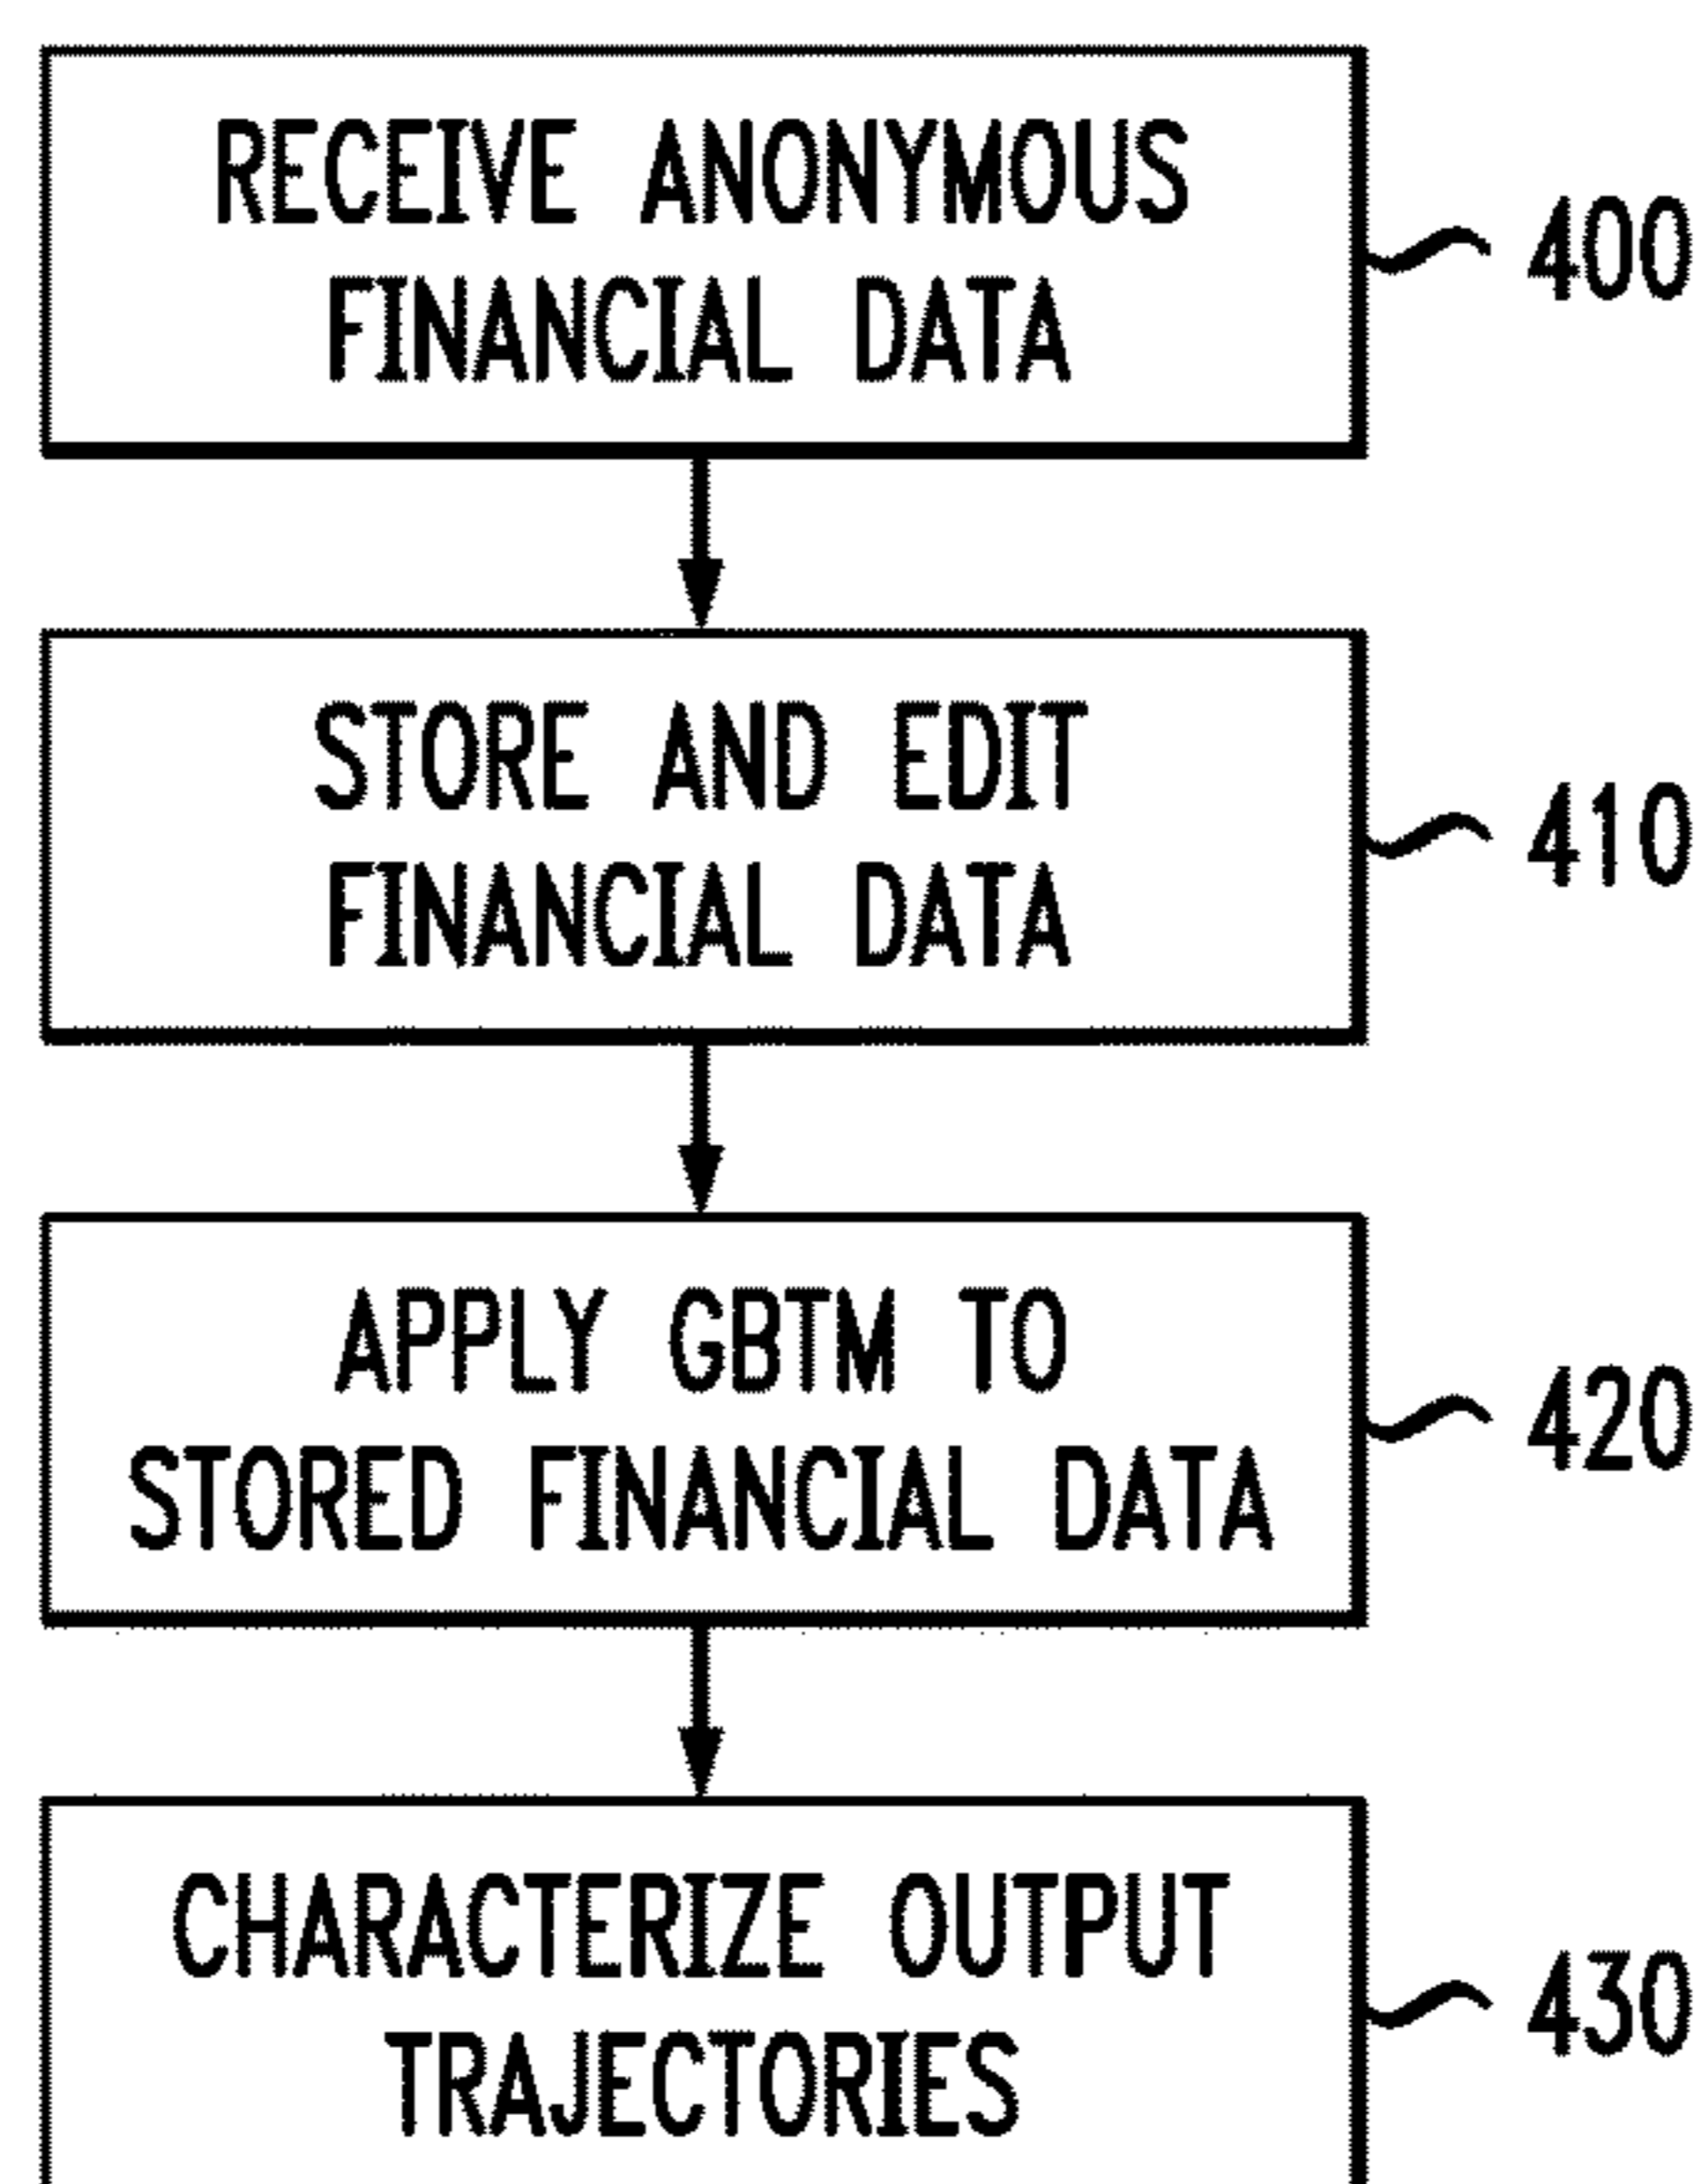 RECEIVE ANONYMOUS
FINANCIAL DATA
400
STORE AND EDIT
FINANCIAL DATA
410
APPLY GBTM TO
STORED FINANCIAL DATA
420
CHARACTERIZE OUTPUT
TRAJECTORIES
430